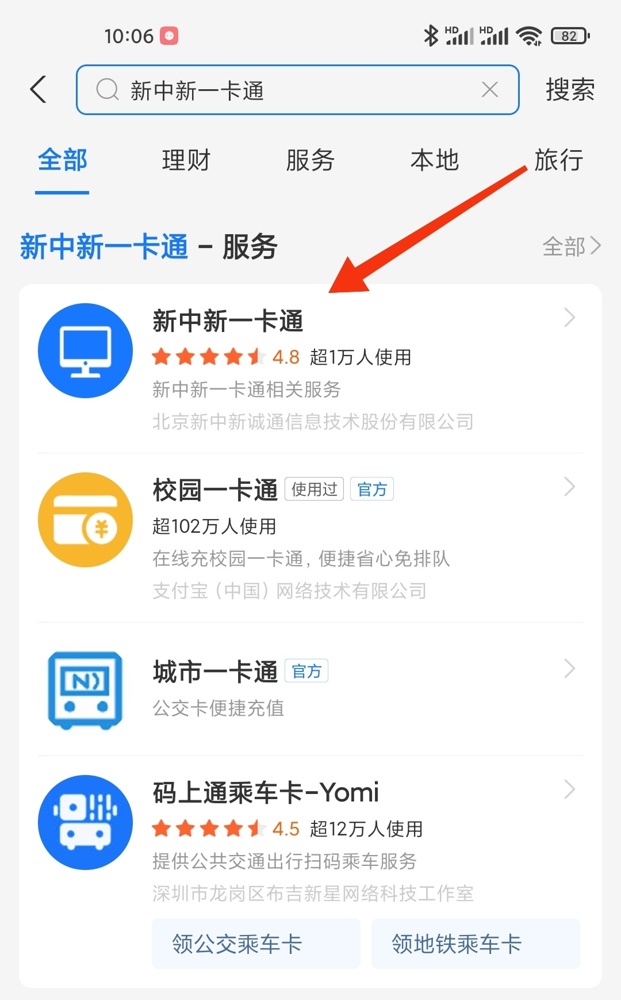 10:06
HD HD 82
新中新一卡通
搜索
全部 理财 服务 本地 旅行
新中新一卡通 - 服务
全部
新中新一卡通
4.8 超1万人使用
新中新一卡通相关服务
北京新中新诚通信息技术股份有限公司
校园一卡通 使用过 官方
超102万人使用
在线充校园一卡通，便捷省心免排队
支付宝（中国）网络技术有限公司
城市一卡通 官方
公交卡便捷充值
码上通乘车卡-Yomi
4.5 超12万人使用
提供公共交通出行扫码乘车服务
深圳市龙岗区布吉新星网络科技工作室
领公交乘车卡
领地铁乘车卡